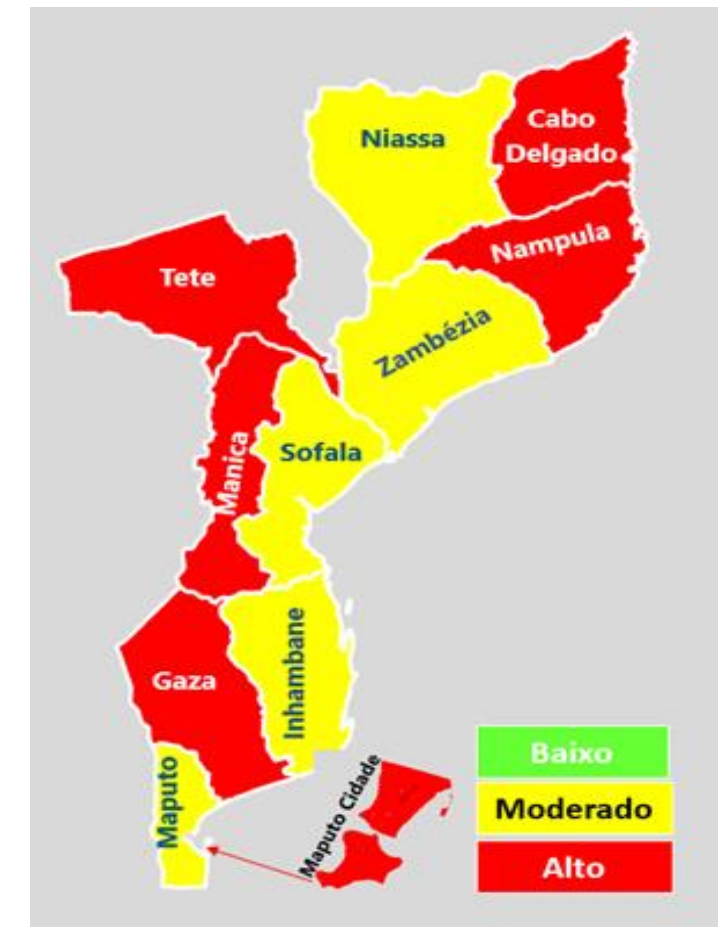 Cabo
Delgado
Niassa
Nampula
Tete
Zambézia
Manica
Sofala
Inhambane
Gaza
Maputo
Maputo Cidade
Baixo
Moderado
Alto